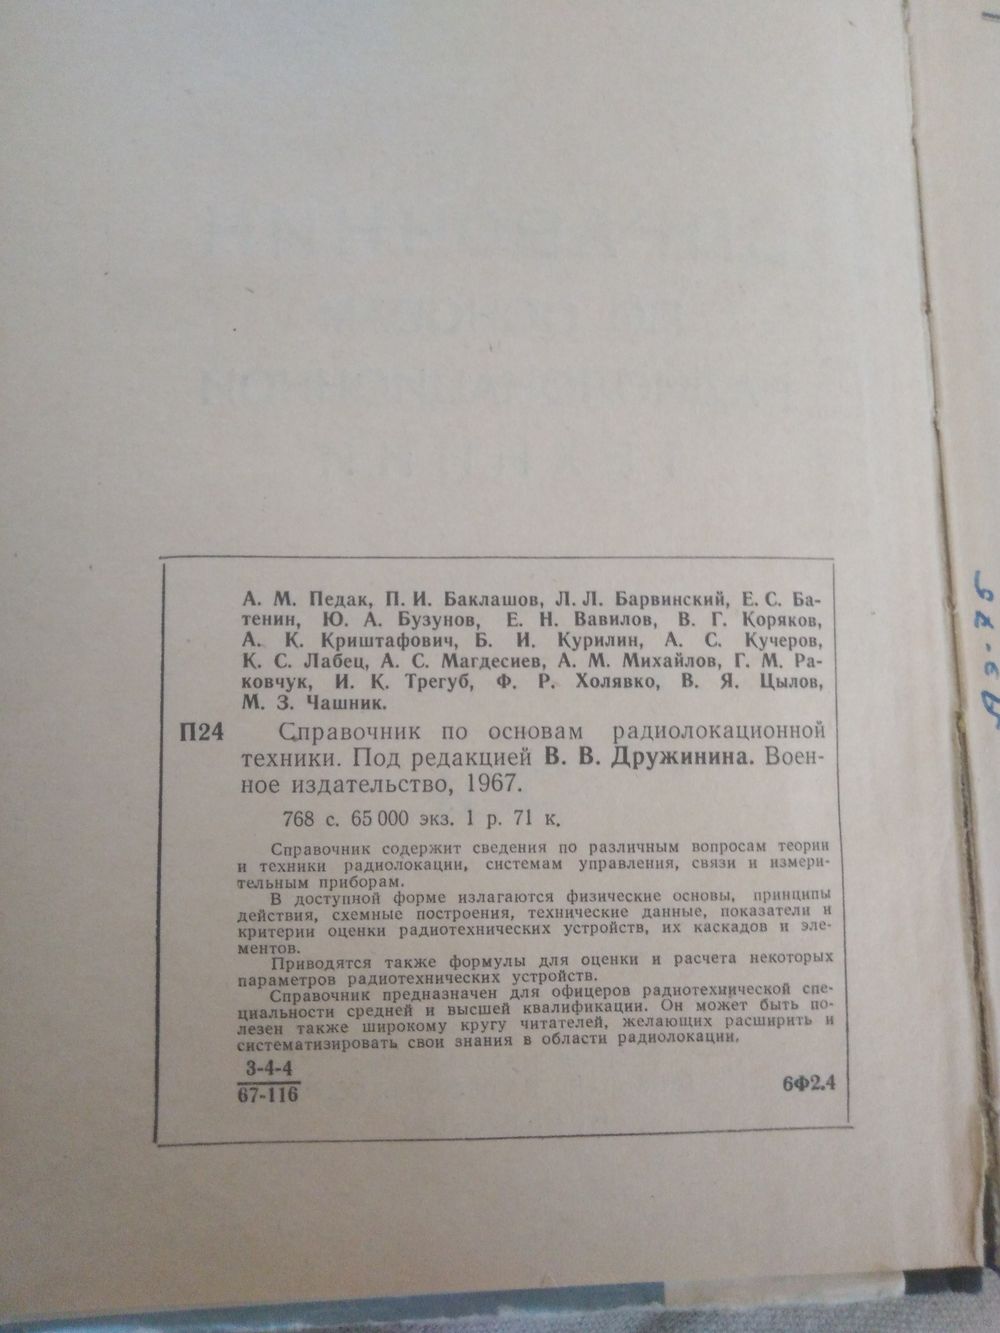 А. М. Педак, П. И. Баклашов, Л. Л. Барвинский, Е. С. Ба-
тенин, Ю. А. Бузунов, Е. Н. Вавилов, В. Г. Коряков,
А. К. Криштафович, Б. И. Курилин, А. С. Кучеров,
К. С. Лабец, А. С. Магдесиев, А. М. Михайлов, Г. М. Ра-
ковчук, И. К. Трегуб, Ф. Р. Холявко, В. Я. Цылов,
М. З. Чашник.
П24 Справочник по основам радиолокационной
техники. Под редакцией В. В. Дружинина. Воен-
ное издательство, 1967.
768 с. 65 000 экз. 1 р. 71 к.
Справочник содержит сведения по различным вопросам теории
и техники радиолокации, системам управления, связи и измери-
тельным приборам.
В доступной форме излагаются физические основы, принципы
действия, схемные построения, технические данные, показатели и
критерии оценки радиотехнических устройств, их каскадов и эле-
ментов.
Приводятся также формулы для оценки и расчета некоторых
параметров радиотехнических устройств.
Справочник предназначен для офицеров радиотехнической спе-
циальности средней и высшей квалификации. Он может быть по-
лезен также широкому кругу читателей, желающих расширить и
систематизировать свои знания в области радиолокации.
3-4-4
67-116
6Ф2.4